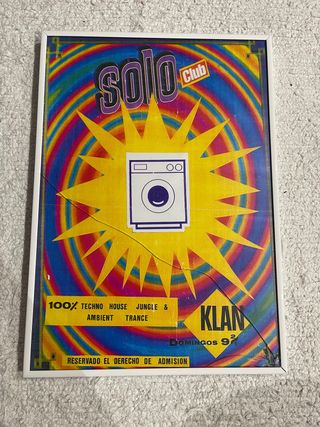 Solo
Club
100% TECHNO HOUSE JUNGLE &
AMBIENT TRANCE
KLAN
DOMINGOS 9
RESERVADO EL DERECHO DE ADMISION